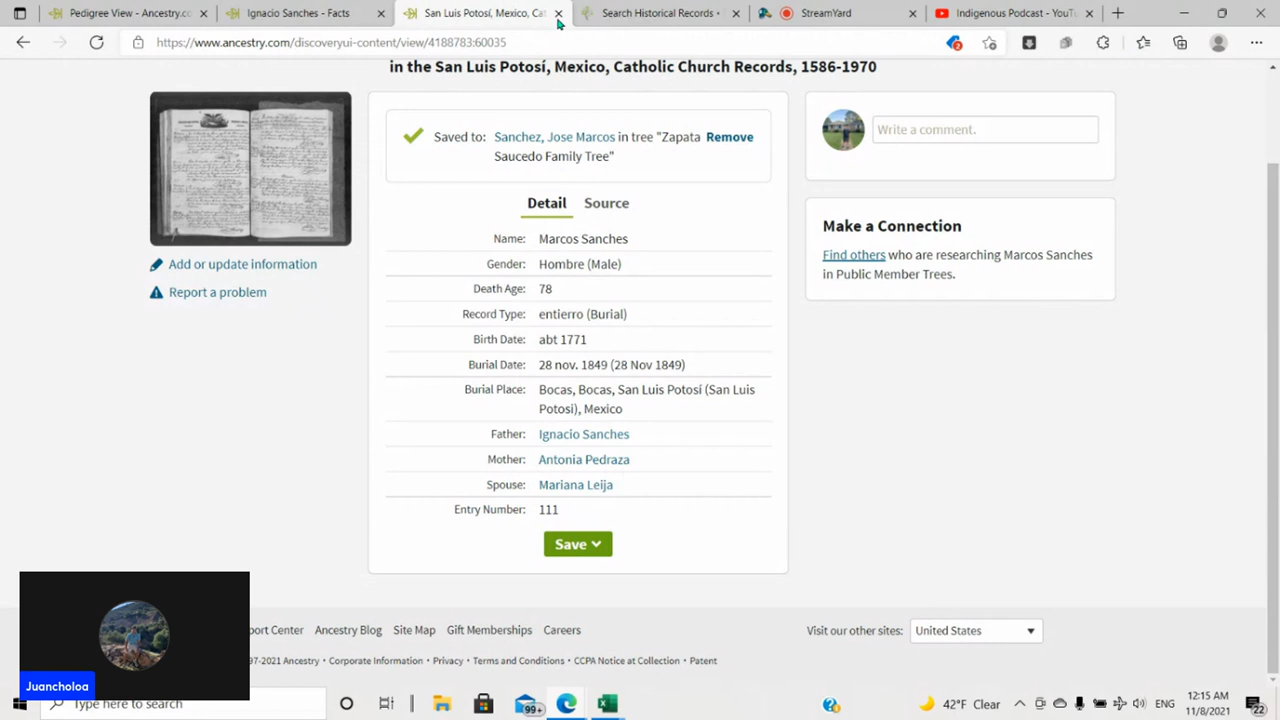 Pedigree View - Ancestry.co
Ignacio Sanches - Facts
San Luis Potosí, Mexico, Cat
Search Historical Records •
StreamYard
Indigenous Podcast - YouTu
https://www.ancestry.com/discoveryui-content/view/4188783:60035
2
in the San Luis Potosí, Mexico, Catholic Church Records, 1586-1970
Saved to: Sanchez, Jose Marcos in tree "Zapata Remove
Saucedo Family Tree"
Write a comment.
Detail Source
Name: Marcos Sanches
Gender: Hombre (Male)
Death Age: 78
Record Type: entierro (Burial)
Birth Date: abt 1771
Burial Date: 28 nov. 1849 (28 Nov 1849)
Burial Place: Bocas, Bocas, San Luis Potosí (San Luis
Potosi), Mexico
Father: Ignacio Sanches
Mother: Antonia Pedraza
Spouse: Mariana Leija
Entry Number: 111
Save
Add or update information
Report a problem
Make a Connection
Find others who are researching Marcos Sanches
in Public Member Trees.
port Center Ancestry Blog Site Map Gift Memberships Careers
Visit our other sites: United States
97-2021 Ancestry • Corporate Information • Privacy • Terms and Conditions • CCPA Notice at Collection • Patent
Juancholoa
Type here to search
99+
42°F Clear
ENG
12:15 AM
11/8/2021
22